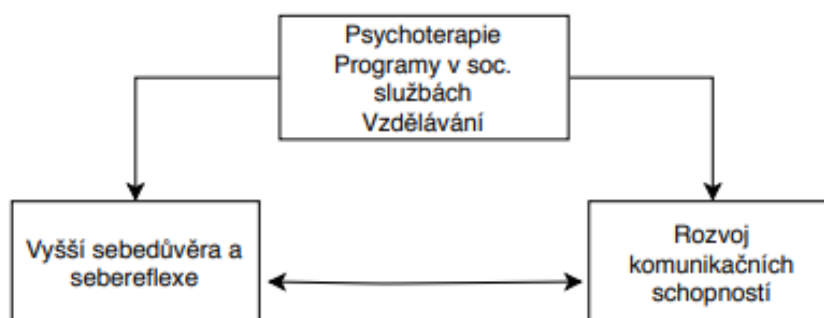 Psychoterapie
Programy v soc.
službách
Vzdělávání
Vyšší sebedůvěra a
sebereflexe
Rozvoj
komunikačních
schopností